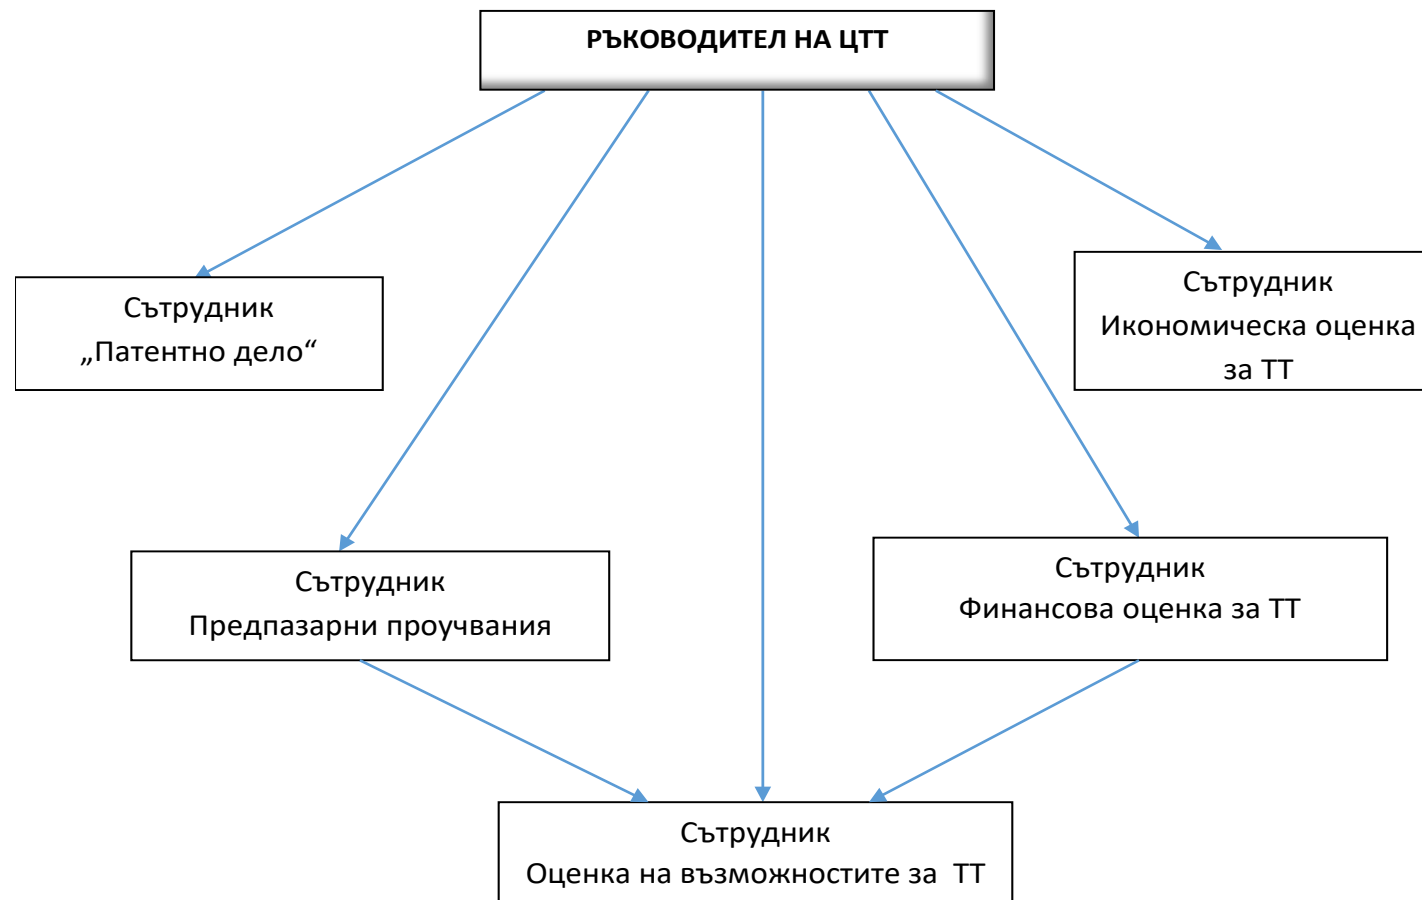 РЪКОВОДИТЕЛ НА ЦТТ
Сътрудник
„Патентно дело“
Сътрудник
Икономическа оценка
за ТТ
Сътрудник
Предпазарни проучвания
Сътрудник
Финансова оценка за ТТ
Сътрудник
Оценка на възможностите за ТТ